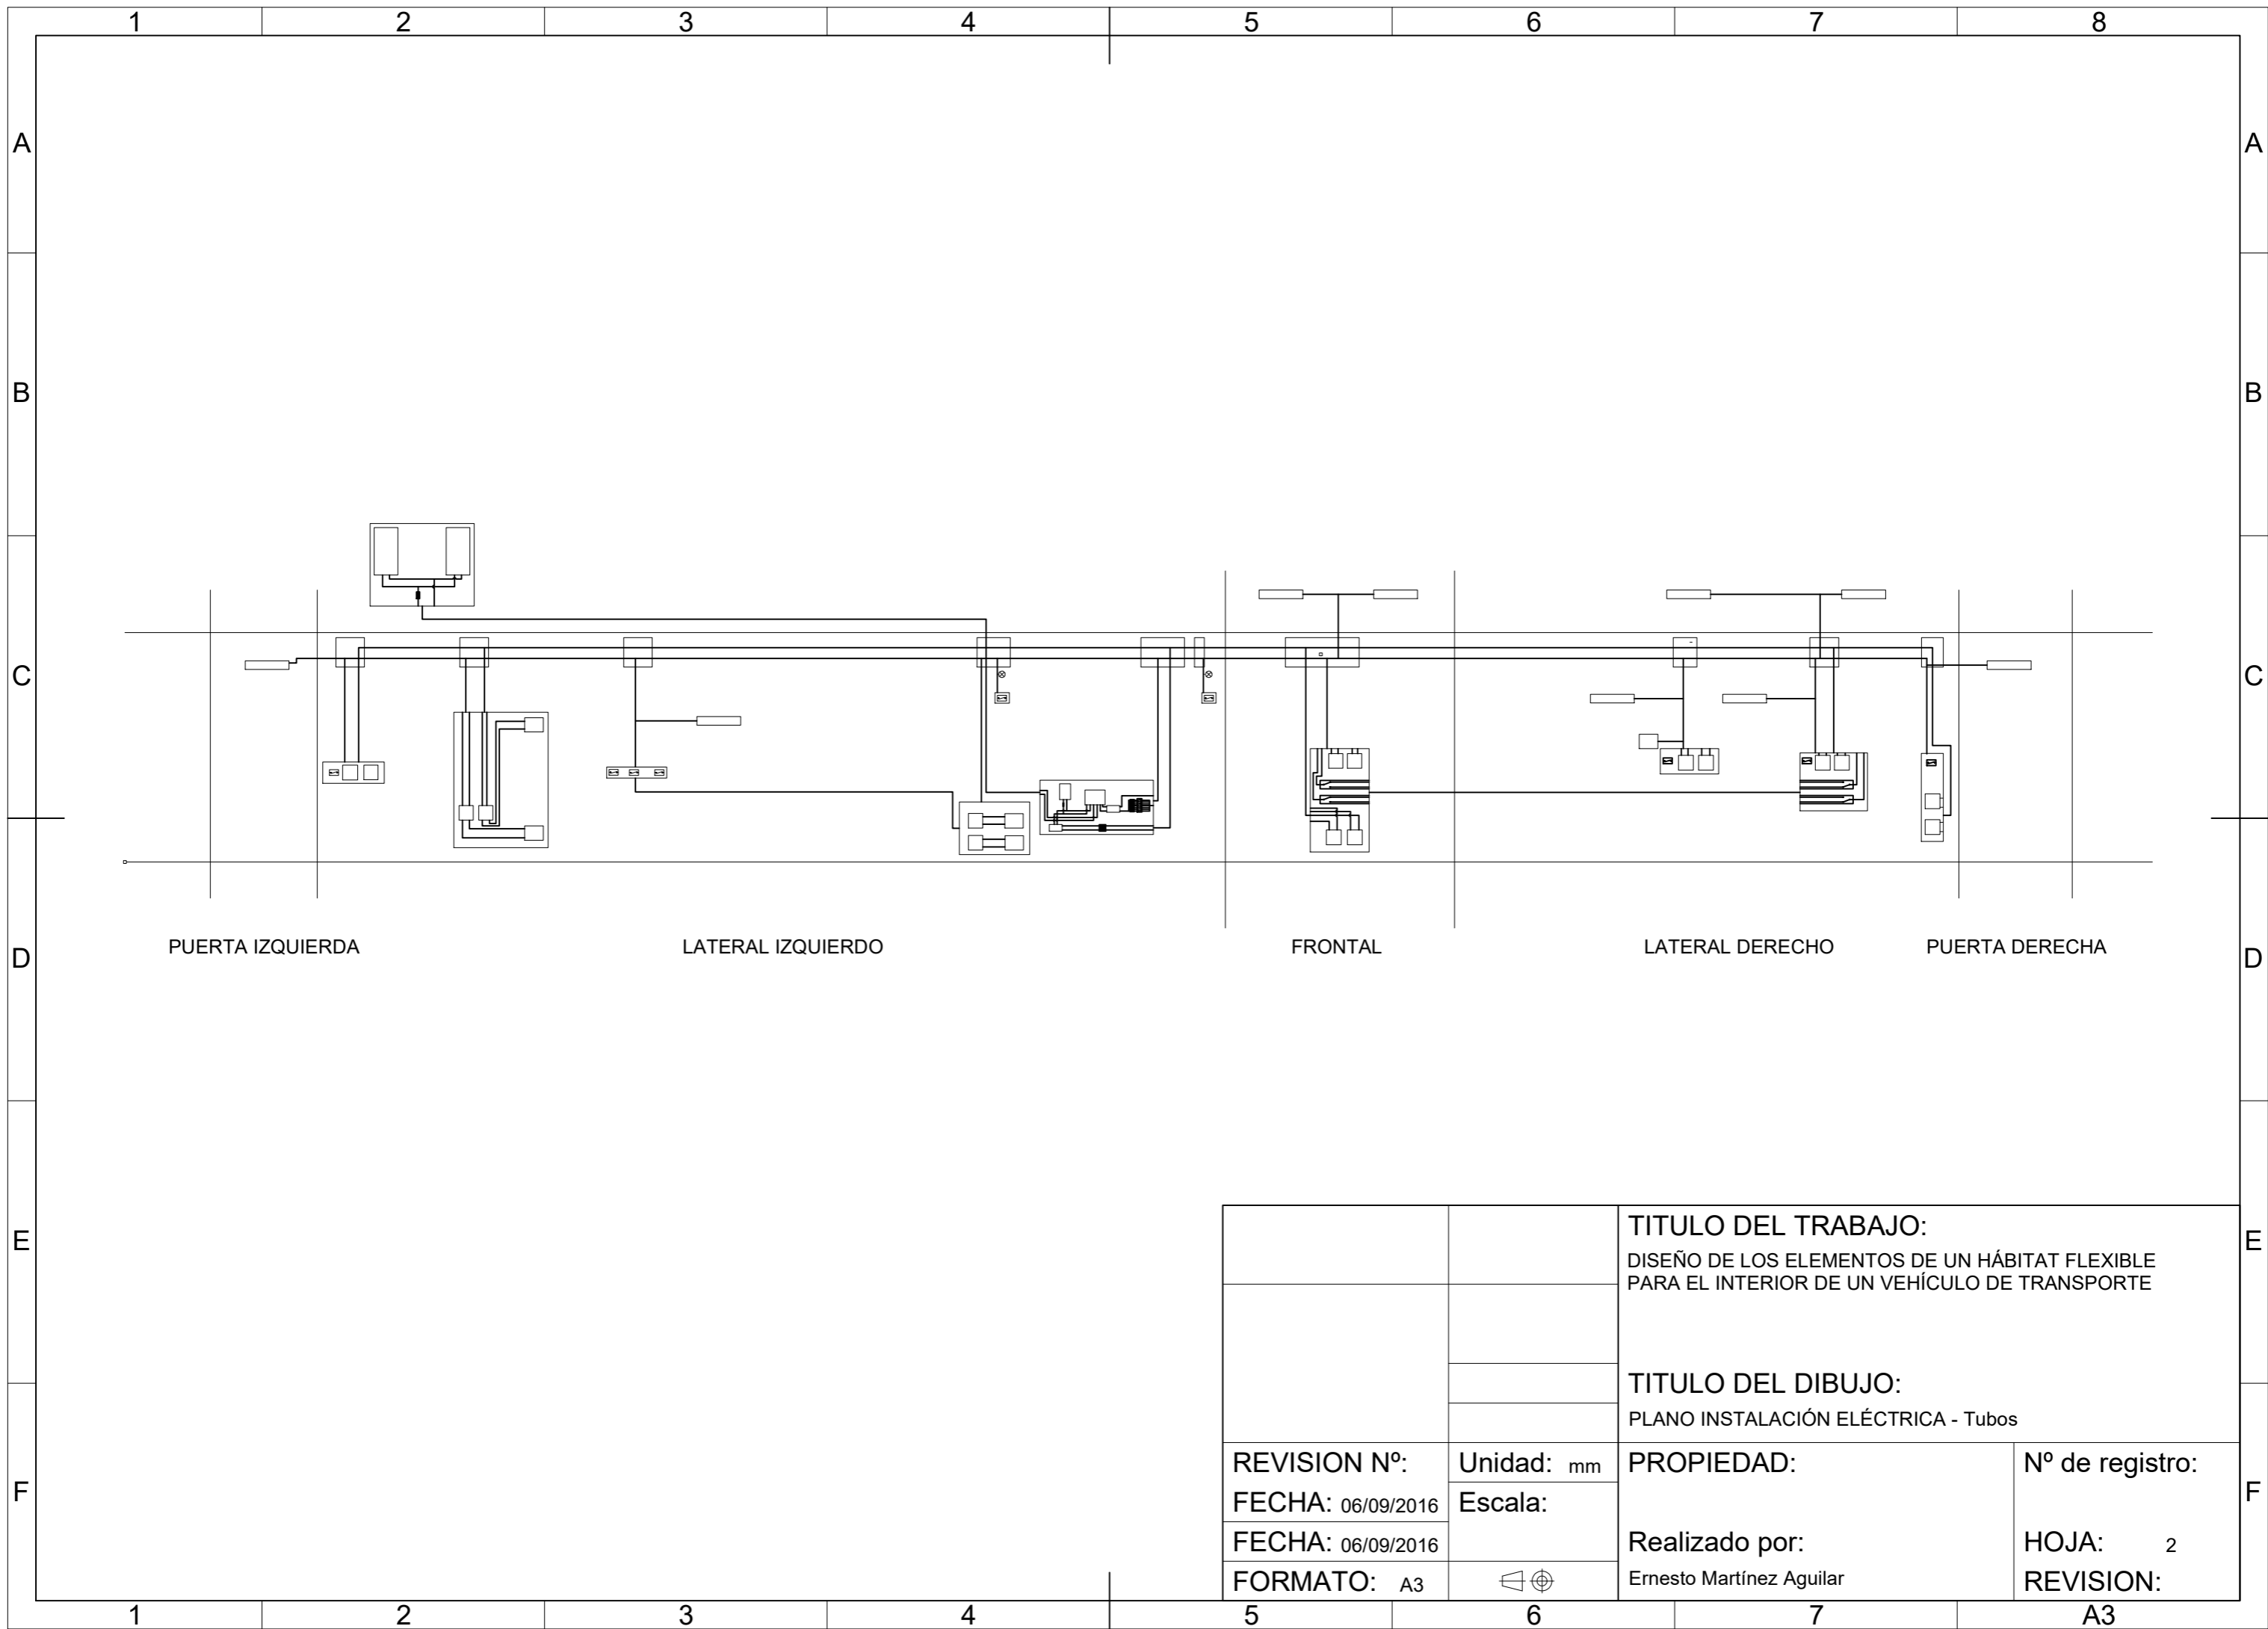 1 2 3 4 5 6 7 8
A A
B B
C C
PUERTA IZQUIERDA LATERAL IZQUIERDO FRONTAL LATERAL DERECHO PUERTA DERECHA
D D
E E
TITULO DEL TRABAJO:
DISEÑO DE LOS ELEMENTOS DE UN HÁBITAT FLEXIBLE
PARA EL INTERIOR DE UN VEHÍCULO DE TRANSPORTE
TITULO DEL DIBUJO:
PLANO INSTALACIÓN ELÉCTRICA - Tubos
REVISION Nº: Unidad: mm PROPIEDAD: Nº de registro:
F F
FECHA: 06/09/2016 Escala:
FECHA: 06/09/2016 Realizado por: HOJA: 2
FORMATO: A3 Ernesto Martínez Aguilar REVISION:
1 2 3 4 5 6 7 A3